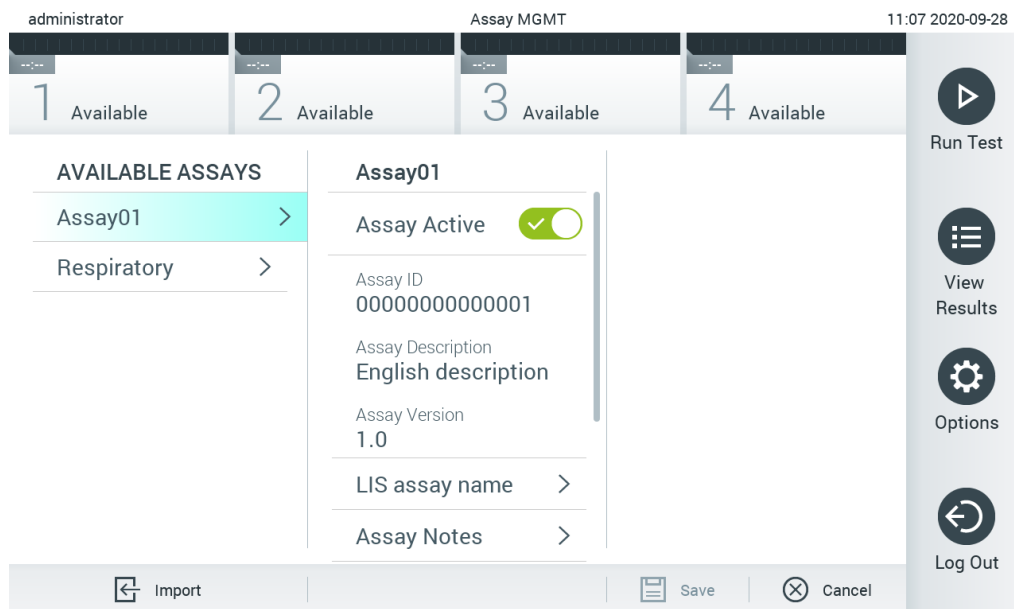 administrator
Assay MGMT
11:07 2020-09-28
--:--
--:--
--:--
--:--
1 Available
2 Available
3 Available
4 Available
Run Test
View
Results
Options
Log Out
AVAILABLE ASSAYS
Assay01
Respiratory
Assay01
Assay Active
Assay ID
00000000000001
Assay Description
English description
Assay Version
1.0
LIS assay name
Assay Notes
Import
Save
Cancel